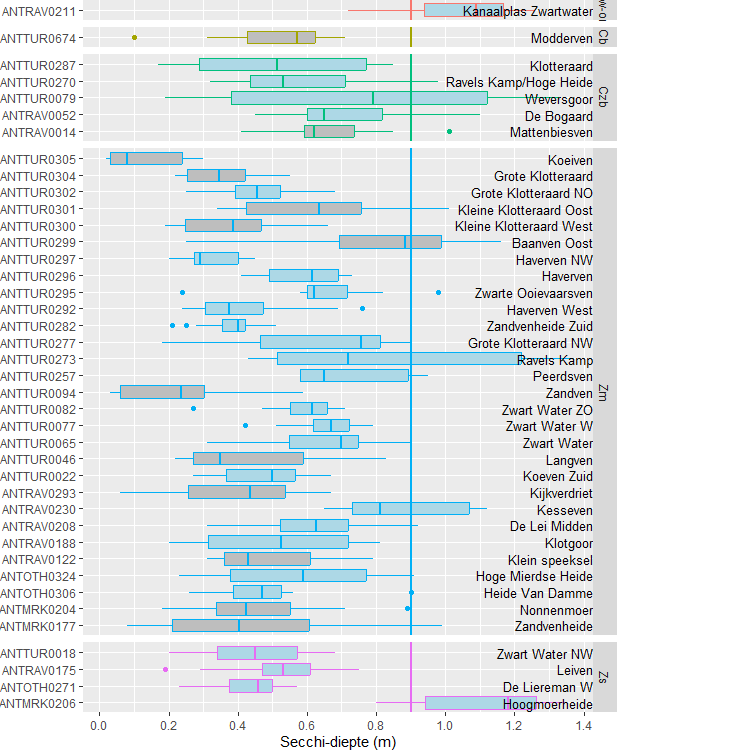 ANTRAV0211 Kanaalplas Zwartwater
ANTTUR0674 Modderven Cb
ANTTUR0287 Klotteraard
ANTTUR0270 Ravels Kamp/Hoge Heide
ANTTUR0079 Weversgoor
ANTRAV0052 De Bogaard
ANTRAV0014 Mattenbiesven
Czb
ANTTUR0305 Koeiven
ANTTUR0304 Grote Klotteraard
ANTTUR0302 Grote Klotteraard NO
ANTTUR0301 Kleine Klotteraard Oost
ANTTUR0300 Kleine Klotteraard West
ANTTUR0299 Baanven Oost
ANTTUR0297 Haverven NW
ANTTUR0296 Haverven
ANTTUR0295 Zwarte Ooievaarsven
ANTTUR0292 Haverven West
ANTTUR0282 Zandvenheide Zuid
ANTTUR0277 Grote Klotteraard NW
ANTTUR0273 Ravels Kamp
ANTTUR0257 Peerdsven
ANTTUR0094 Zandven
ANTTUR0082 Zwart Water ZO
ANTTUR0077 Zwart Water W
ANTTUR0065 Zwart Water
ANTTUR0046 Langven
ANTTUR0022 Koeven Zuid
ANTRAV0293 Kijkverdriet
ANTRAV0230 Kesseven
ANTRAV0208 De Lei Midden
ANTRAV0188 Klotgoor
ANTRAV0122 Klein speeksel
ANTOTH0324 Hoge Mierdse Heide
ANTOTH0306 Heide Van Damme
ANTMRK0204 Nonnenmoer
ANTMRK0177 Zandvenheide
Zm
ANTTUR0018 Zwart Water NW
ANTRAV0175 Leiven
ANTOTH0271 De Liereman W
ANTMRK0206 Hoogmoerheide
Zs
0.0 0.2 0.4 0.6 0.8 1.0 1.2 1.4
Secchi-diepte (m)